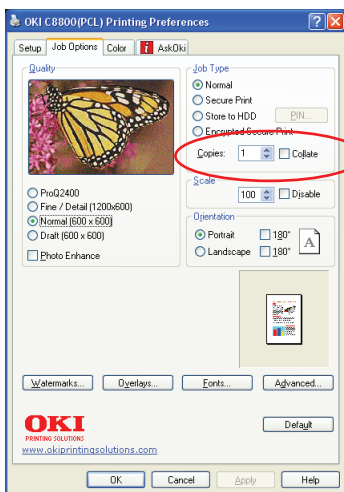 OKI C8800(PCL) Printing Preferences
Setup Job Options Color i AskOki
Quality
ProQ2400
Fine / Detail (1200x600)
Normal (600 x 600)
Draft (600 x 600)
Photo Enhance
Job Type
Normal
Secure Print
Store to HDD PIN...
Encrypted Secure Print
Copies: 1 Collate
Scale
100 Disable
Orientation
Portrait 180°
Landscape 180°
A
Watermarks... Overlays... Fonts... Advanced...
OKI
PRINTING SOLUTIONS
www.okiprintingsolutions.com
Default
OK Cancel Apply Help